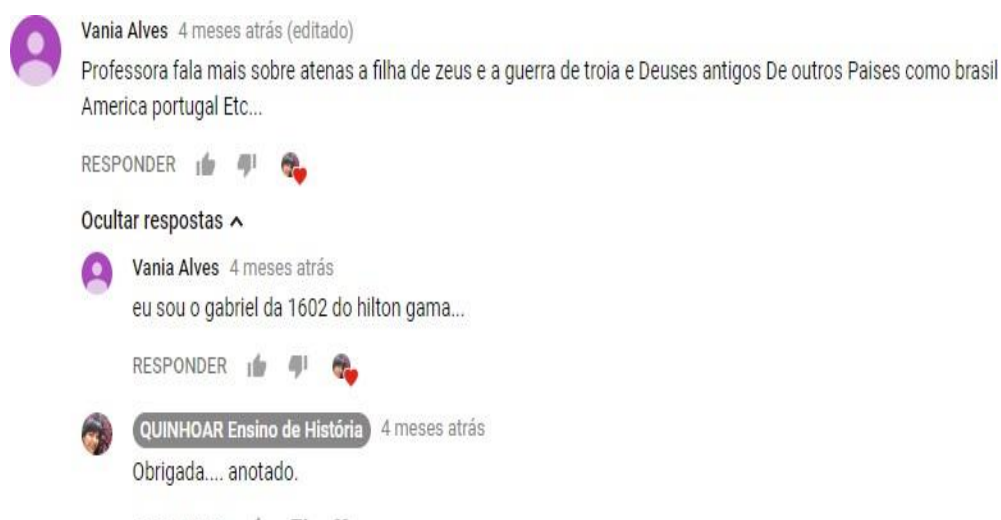 Vania Alves 4 meses atrás (editado)
Professora fala mais sobre atenas a filha de zeus e a guerra de troia e Deuses antigos De outros Paises como brasil
America portugal Etc...
RESPONDER
Ocultar respostas
Vania Alves 4 meses atrás
eu sou o gabriel da 1602 do hilton gama...
RESPONDER
QUINHOAR Ensino de História 4 meses atrás
Obrigada.... anotado.